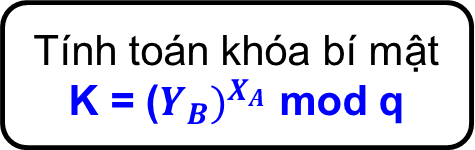 Tính toán khóa bí mật
K = (Y_B)^{X_A} mod q